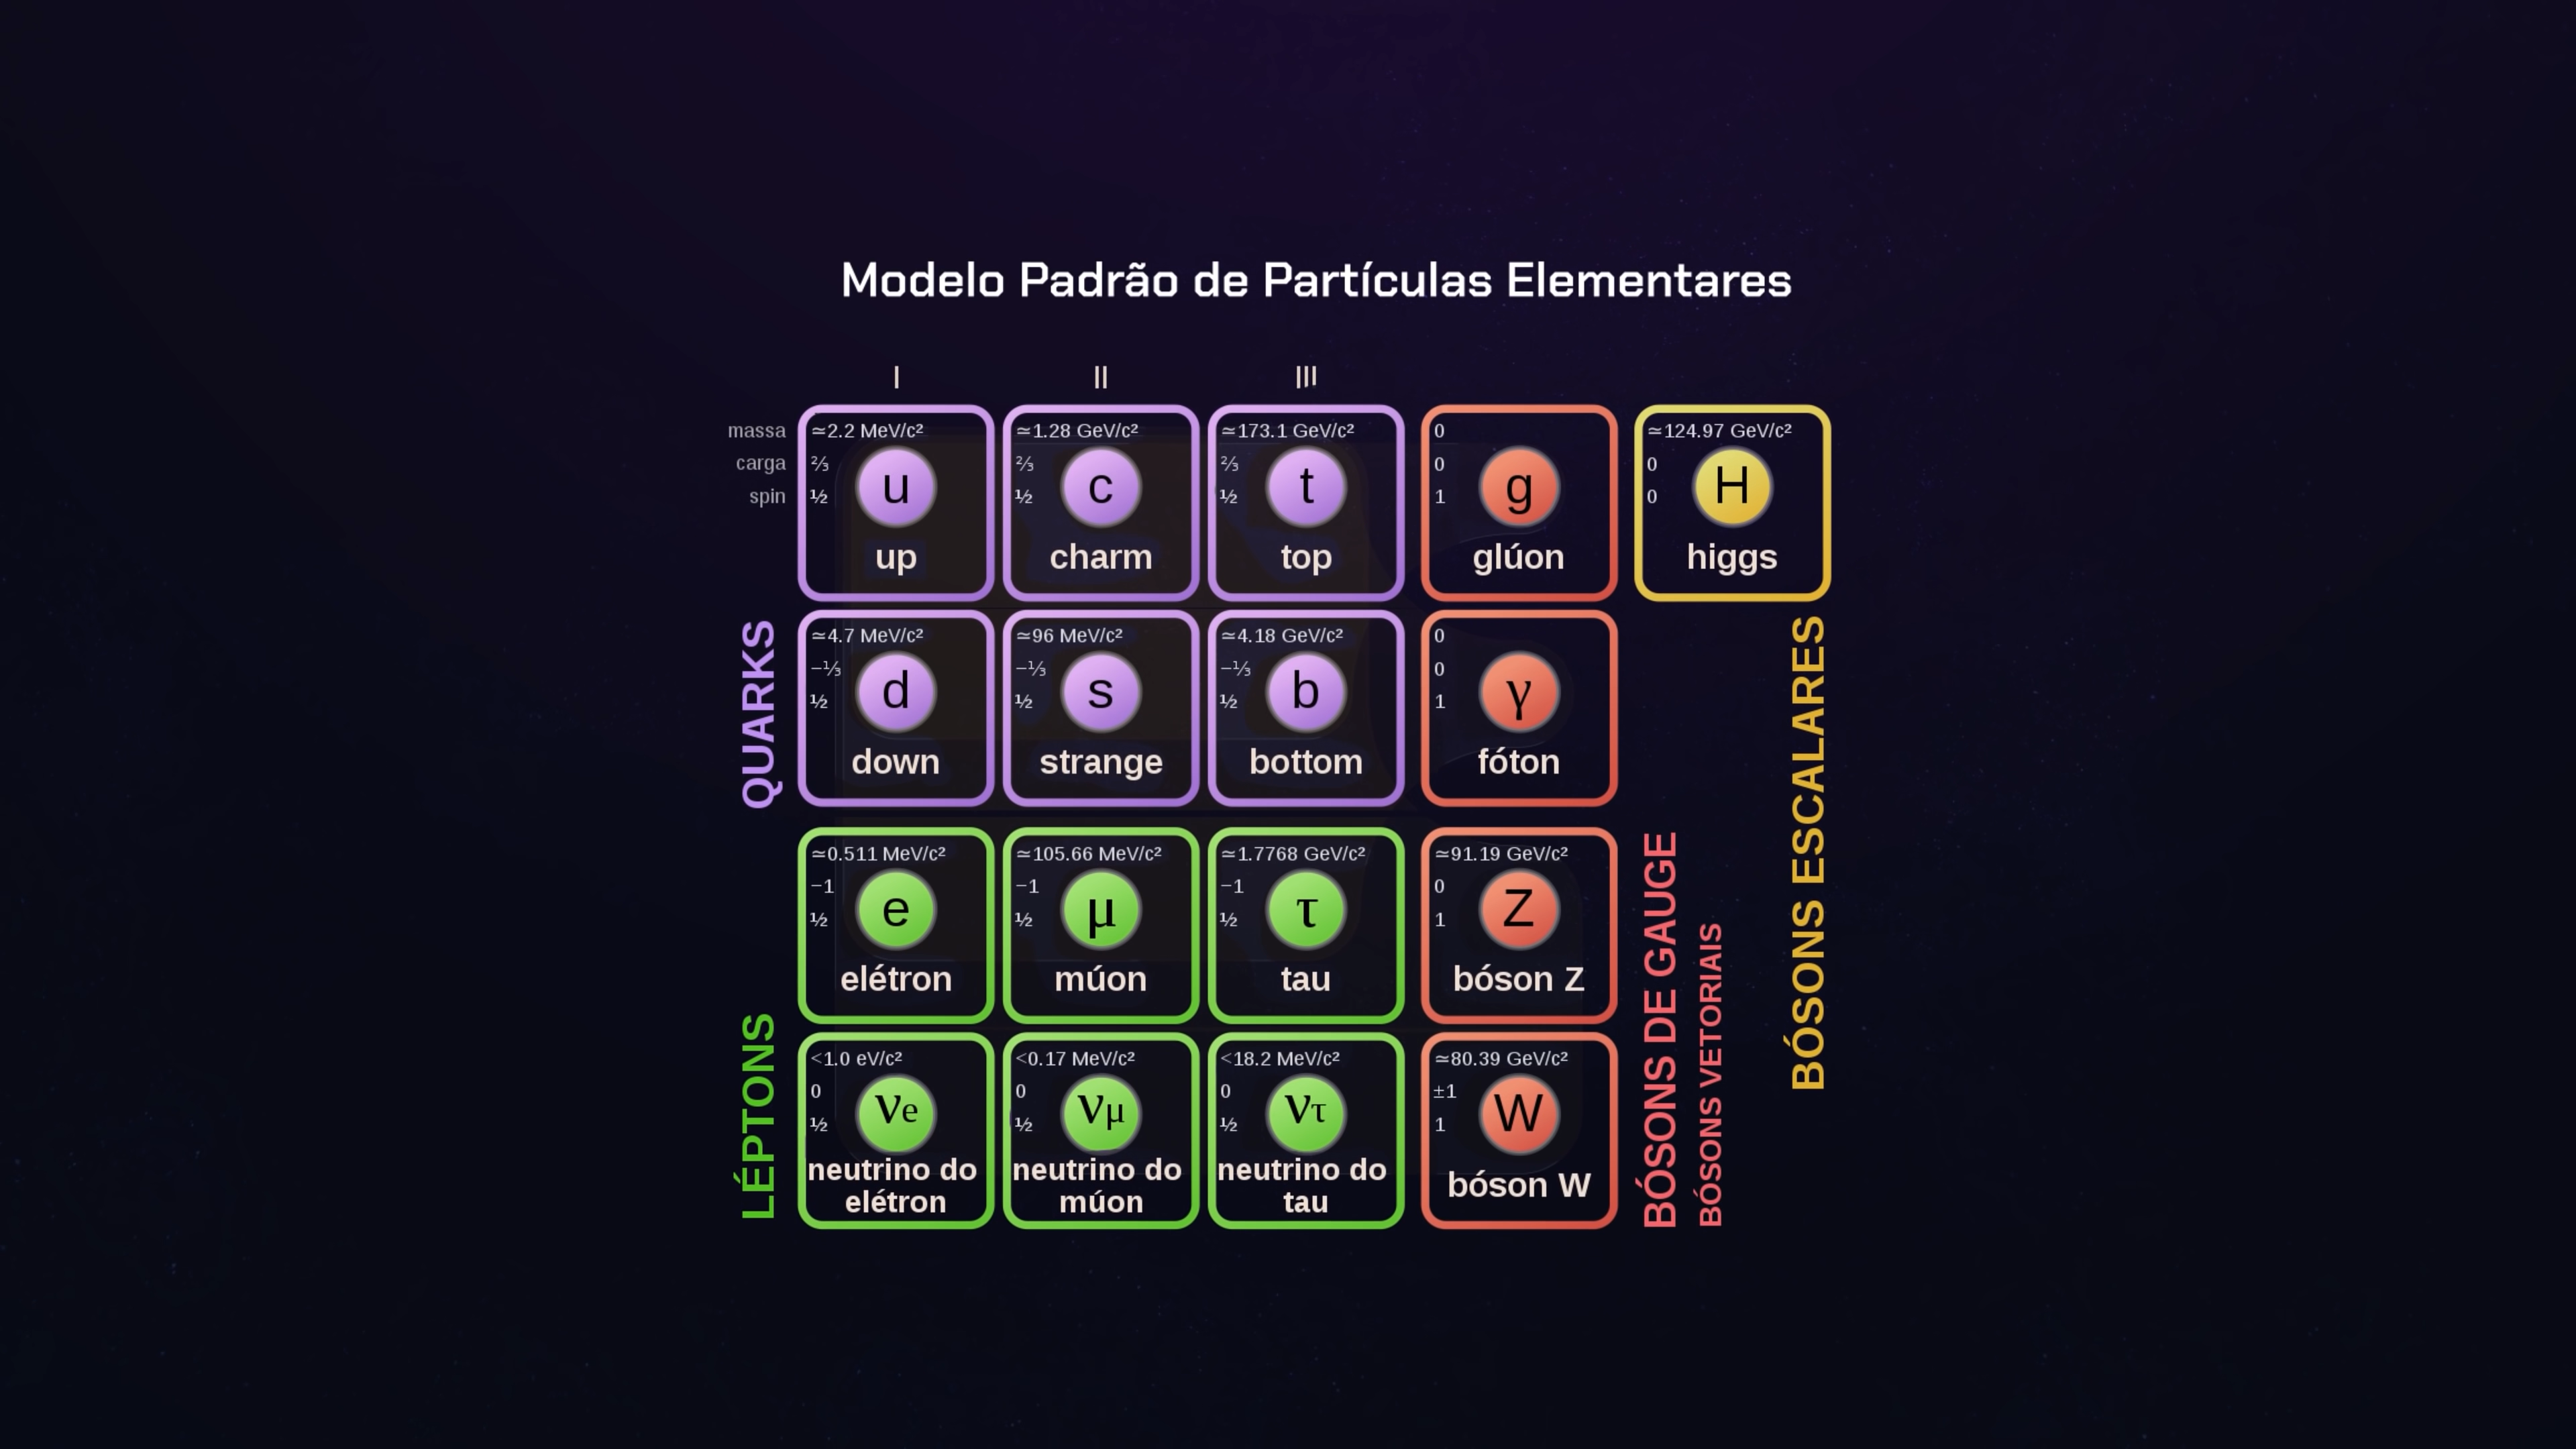 Modelo Padrão de Partículas Elementares
I
II
III
massa
carga
spin
≃2.2 MeV/c²
⅔
½
u
up
≃1.28 GeV/c²
⅔
½
c
charm
≃173.1 GeV/c²
⅔
½
t
top
0
0
1
g
glúon
≃124.97 GeV/c²
0
0
H
higgs
QUARKS
≃4.7 MeV/c²
−⅓
½
d
down
≃96 MeV/c²
−⅓
½
s
strange
≃4.18 GeV/c²
−⅓
½
b
bottom
0
0
1
γ
fóton
LÉPTONS
≃0.511 MeV/c²
−1
½
e
elétron
≃105.66 MeV/c²
−1
½
μ
múon
≃1.7768 GeV/c²
−1
½
τ
tau
≃91.19 GeV/c²
0
1
Z
bóson Z
<1.0 eV/c²
0
½
νe
neutrino do
elétron
<0.17 MeV/c²
0
½
νμ
neutrino do
múon
<18.2 MeV/c²
0
½
ντ
neutrino do
tau
≃80.39 GeV/c²
±1
1
W
bóson W
BÓSONS DE GAUGE
BÓSONS VETORIAIS
BÓSONS ESCALARES